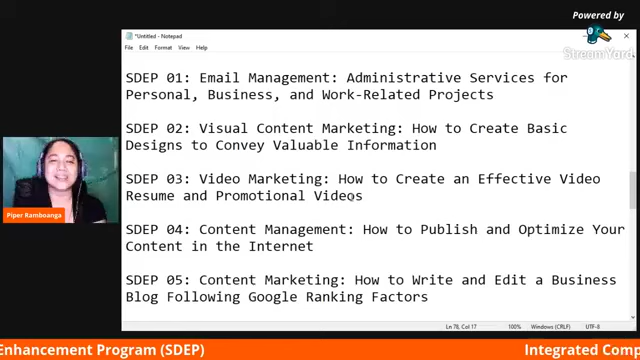 Powered by
StreamYard
*Untitled - Notepad
File Edit Format View Help
SDEP 01: Email Management: Administrative Services for
Personal, Business, and Work-Related Projects
SDEP 02: Visual Content Marketing: How to Create Basic
Designs to Convey Valuable Information
SDEP 03: Video Marketing: How to Create an Effective Video
Resume and Promotional Videos
SDEP 04: Content Management: How to Publish and Optimize Your
Content in the Internet
SDEP 05: Content Marketing: How to Write and Edit a Business
Blog Following Google Ranking Factors
Piper Ramboanga
Ln 78, Col 17 100% Windows (CRLF) UTF-8
Enhancement Program (SDEP) Integrated Comp